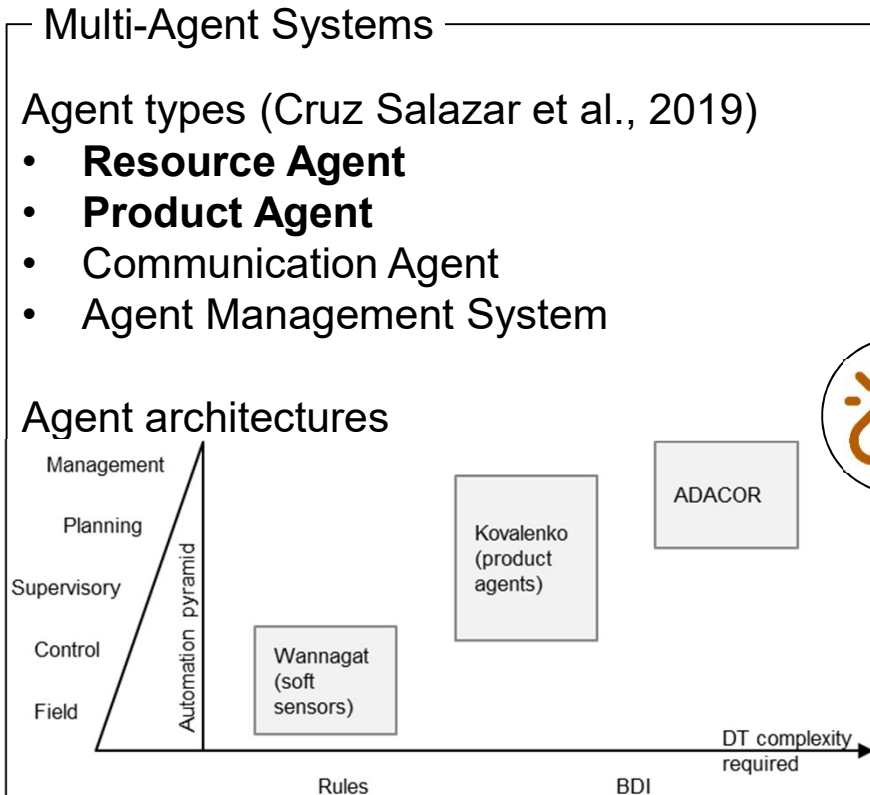 Multi-Agent Systems
Agent types (Cruz Salazar et al., 2019)
• Resource Agent
• Product Agent
• Communication Agent
• Agent Management System
Agent architectures
Management
Planning
Supervisory
Control
Field
Automation pyramid
Wannagat
(soft
sensors)
Kovalenko
(product
agents)
ADACOR
DT complexity
required
Rules
BDI